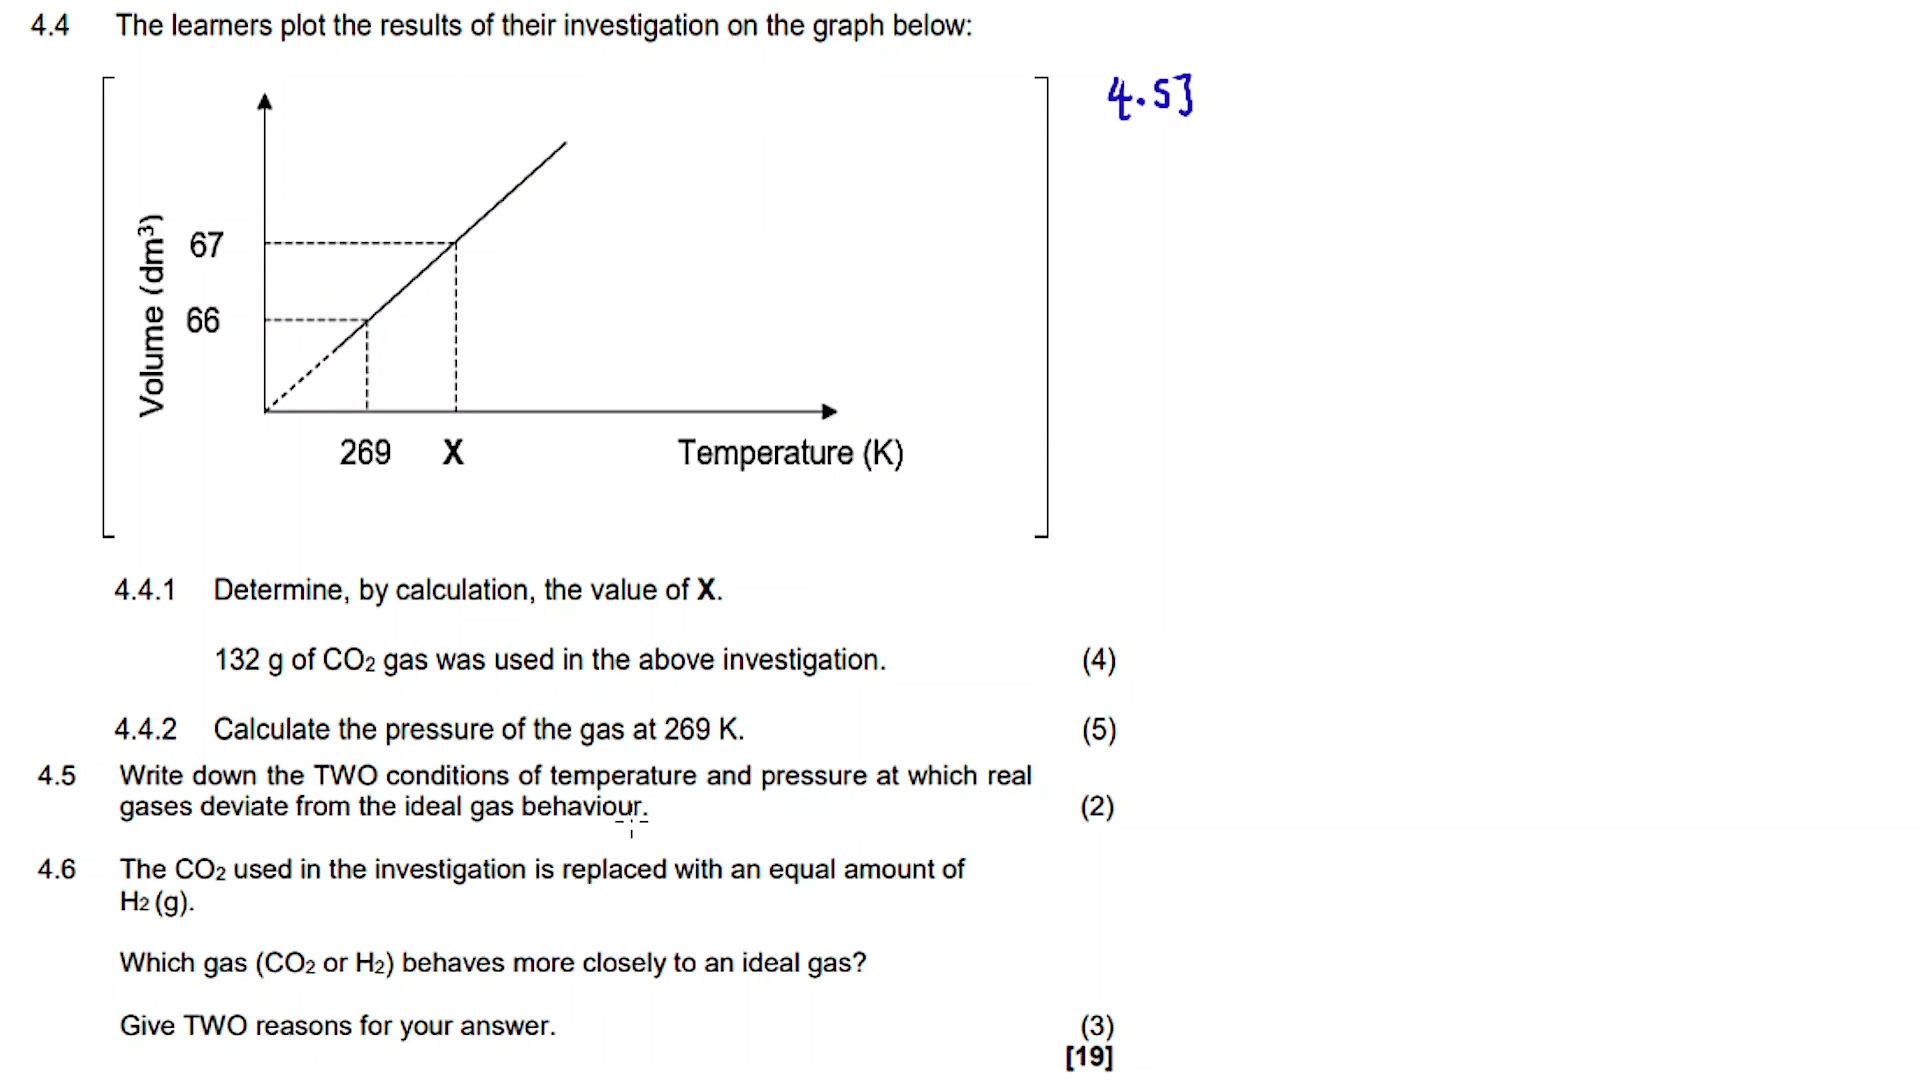 4.4 The learners plot the results of their investigation on the graph below:
4.5]
Volume (dm³)
67
66
269 X Temperature (K)
4.4.1 Determine, by calculation, the value of X.
132 g of CO₂ gas was used in the above investigation. (4)
4.4.2 Calculate the pressure of the gas at 269 K. (5)
4.5 Write down the TWO conditions of temperature and pressure at which real
gases deviate from the ideal gas behaviour. (2)
4.6 The CO₂ used in the investigation is replaced with an equal amount of
H₂ (g).
Which gas (CO₂ or H₂) behaves more closely to an ideal gas?
Give TWO reasons for your answer. (3)
[19]